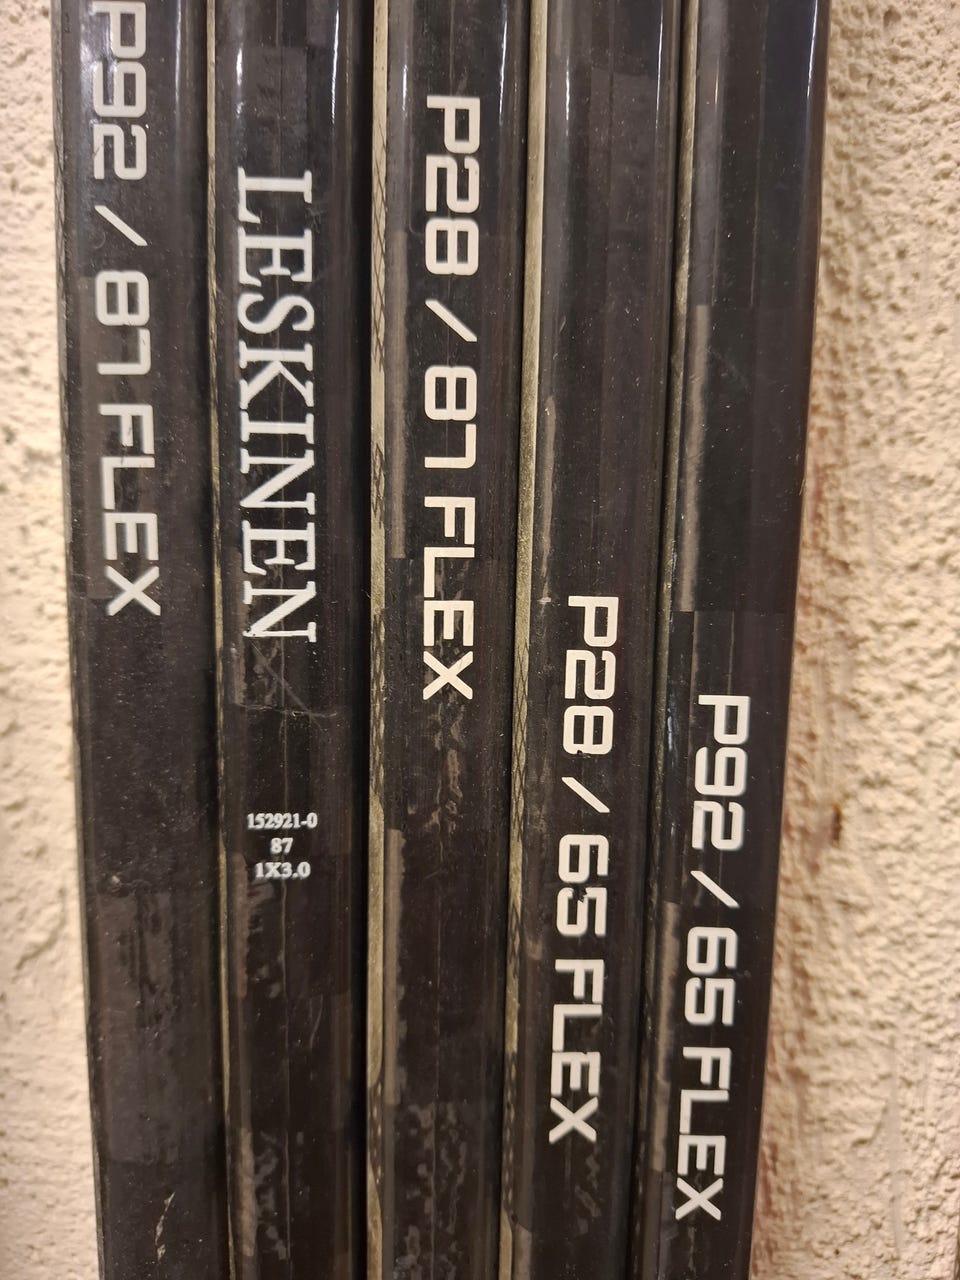 P92 / 87 FLEX
LESKINEN
152921-0
87
1X3.0
P28 / 87 FLEX
P28 / 65 FLEX
P92 / 65 FLEX